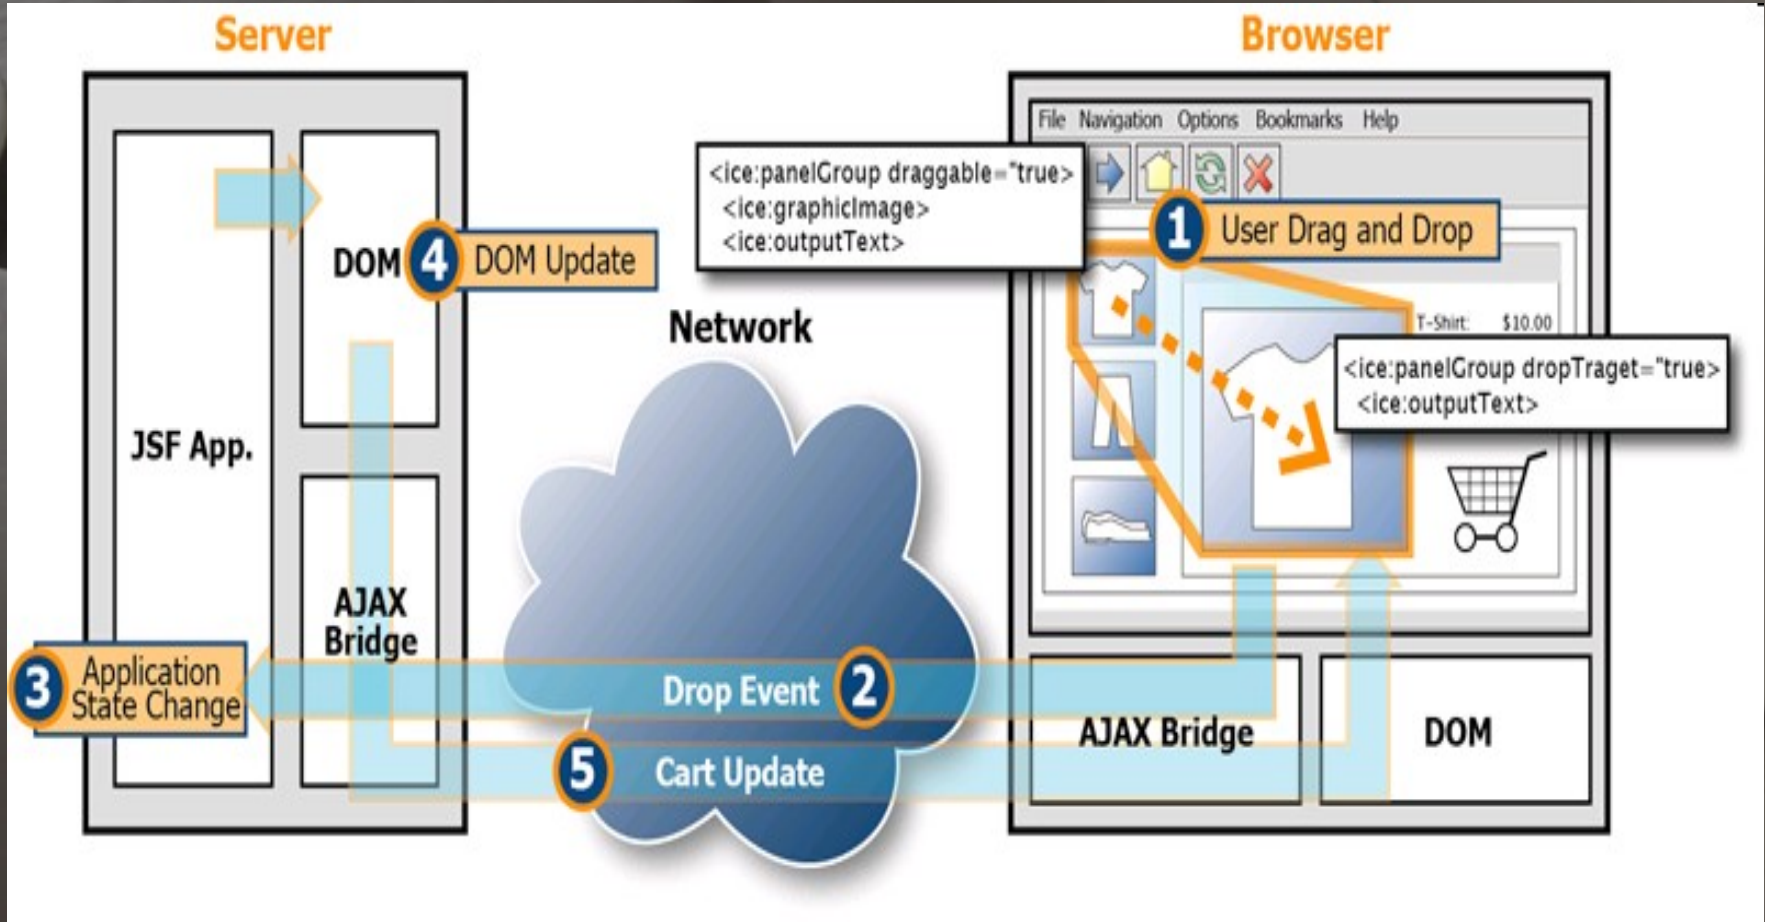 Server
Browser
File Navigation Options Bookmarks Help
<ice:panelGroup draggable="true>
<ice:graphicImage>
<ice:outputText>
1 User Drag and Drop
DOM
4 DOM Update
Network
T-Shirt: $10.00
<ice:panelGroup dropTraget="true>
<ice:outputText>
JSF App.
AJAX
Bridge
3 Application
State Change
Drop Event 2
AJAX Bridge
DOM
5 Cart Update